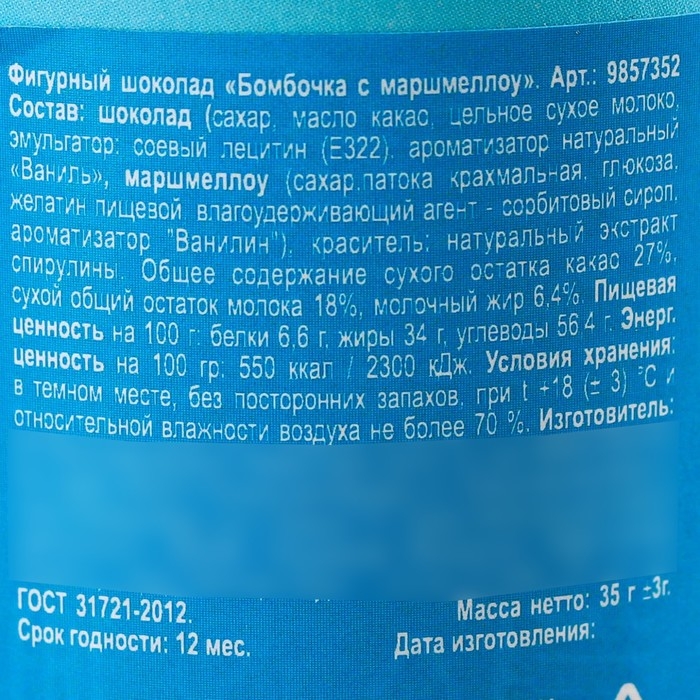 Фигурный шоколад «Бомбочка с маршмеллоу». Арт.: 9857352
Состав: шоколад (сахар, масло какао, цельное сухое молоко,
эмульгатор: соевый лецитин (Е322), ароматизатор натуральный
«Ваниль», маршмеллоу (сахар,патока крахмальная, глюкоза,
желатин пищевой, влагоудерживающий агент - сорбитовый сироп,
ароматизатор "Ванилин"), краситель: натуральный экстракт
спирулины. Общее содержание сухого остатка какао 27%,
сухой общий остаток молока 18%, молочный жир 6,4%. Пищевая
ценность на 100 г: белки 6,6 г, жиры 34 г, углеводы 56,4 г. Энерг.
ценность на 100 гр: 550 ккал / 2300 кДж. Условия хранения:
в темном месте, без посторонних запахов, при t +18 (± 3) °С и
относительной влажности воздуха не более 70 %. Изготовитель:
ГОСТ 31721-2012. Масса нетто: 35 г ±3г.
Срок годности: 12 мес. Дата изготовления: